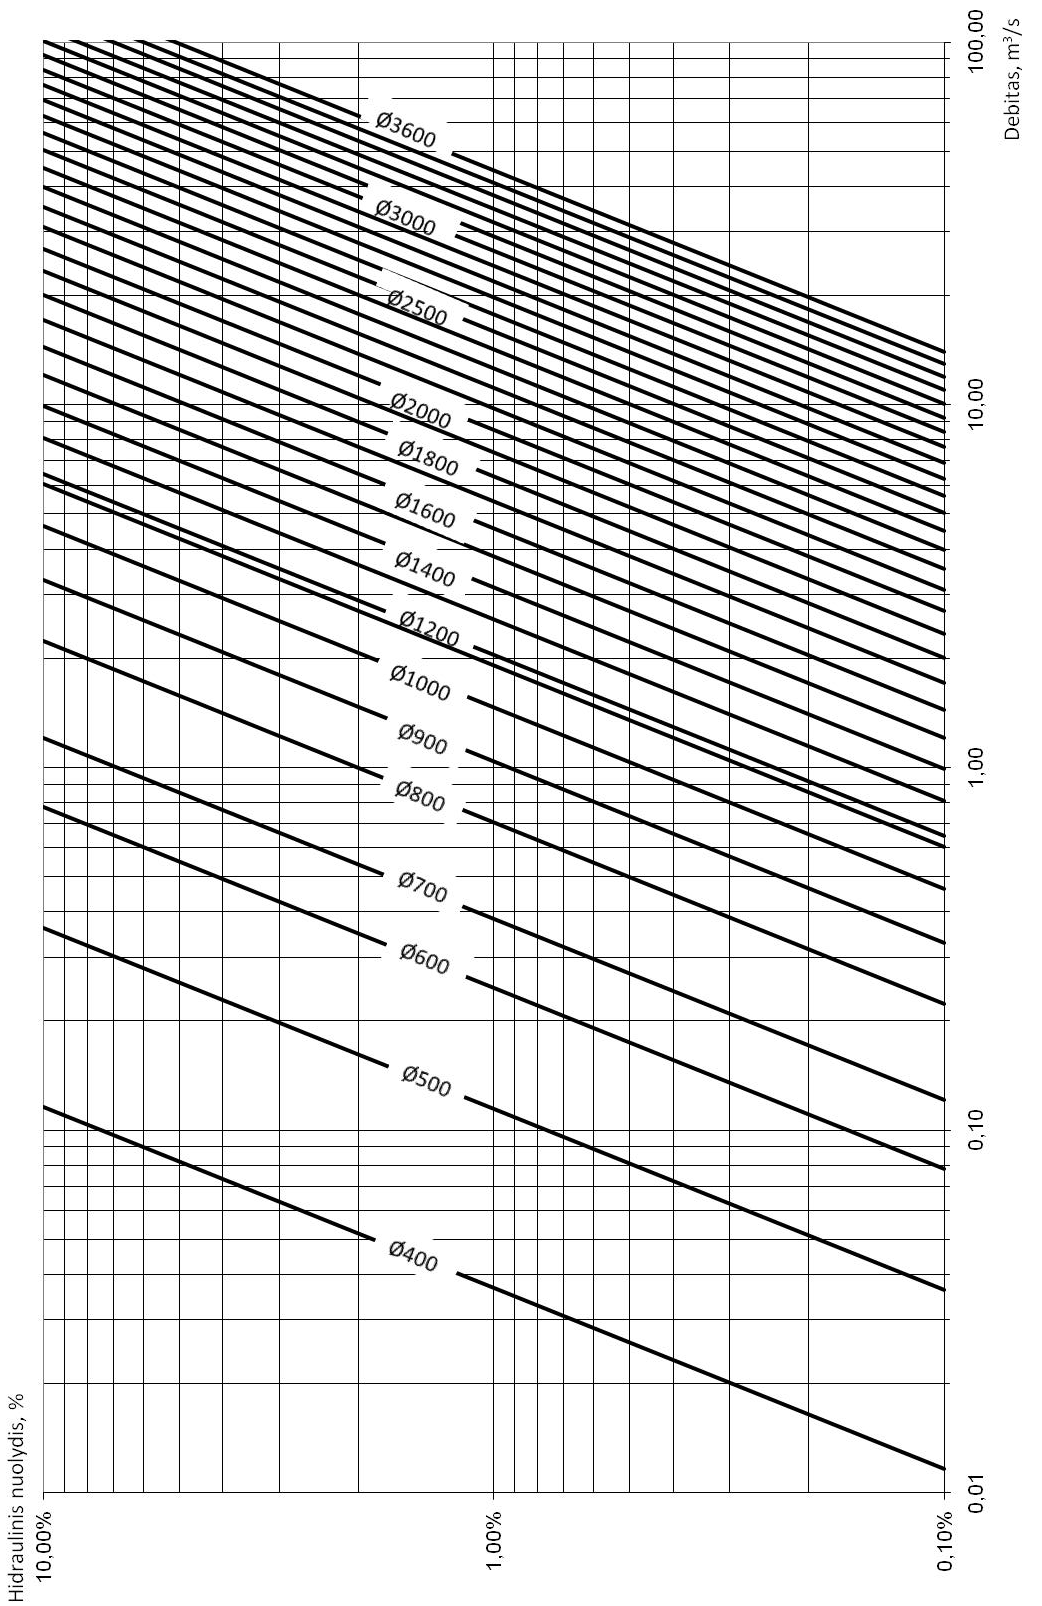 100,00
Debitas, m³/s
Ø3600
Ø3000
Ø2500
Ø2000
10,00
Ø1800
Ø1600
Ø1400
Ø1200
Ø1000
Ø900
1,00
Ø800
Ø700
Ø600
Ø500
0,10
Ø400
0,01
Hidraulinis nuolydis, %
10,00%
1,00%
0,10%